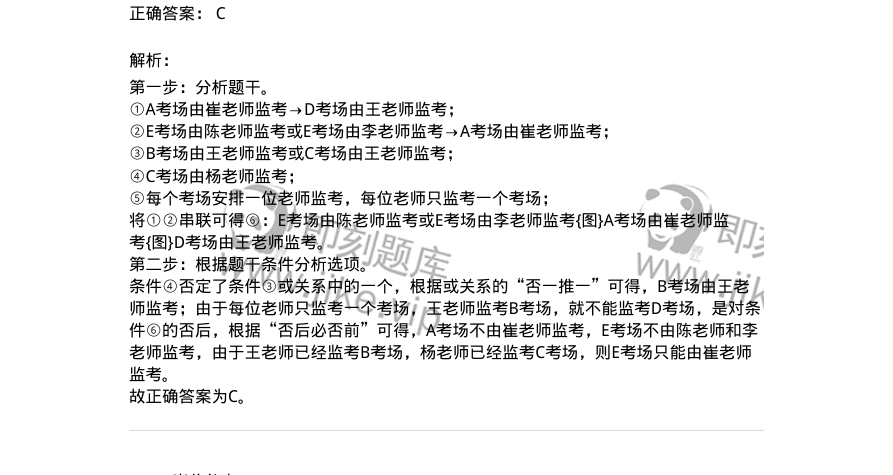 正确答案： C
解析：
第一步：分析题干。
①A考场由崔老师监考→D考场由王老师监考；
②E考场由陈老师监考或E考场由李老师监考→A考场由崔老师监考；
③B考场由王老师监考或C考场由王老师监考；
④C考场由杨老师监考；
⑤每个考场安排一位老师监考，每位老师只监考一个考场；
将①②串联可得⑥：E考场由陈老师监考或E考场由李老师监考{图}A考场由崔老师监
考{图}D考场由王老师监考。
第二步：根据题干条件分析选项。
条件④否定了条件③或关系中的一个，根据或关系的“否一推一”可得，B考场由王老
师监考；由于每位老师只监考一个考场，王老师监考B考场，就不能监考D考场，是对条
件⑥的否后，根据“否后必否前”可得，A考场不由崔老师监考，E考场不由陈老师和李
老师监考，由于王老师已经监考B考场，杨老师已经监考C考场，则E考场只能由崔老师
监考。
故正确答案为C。
即刻题库
www.jike.vip